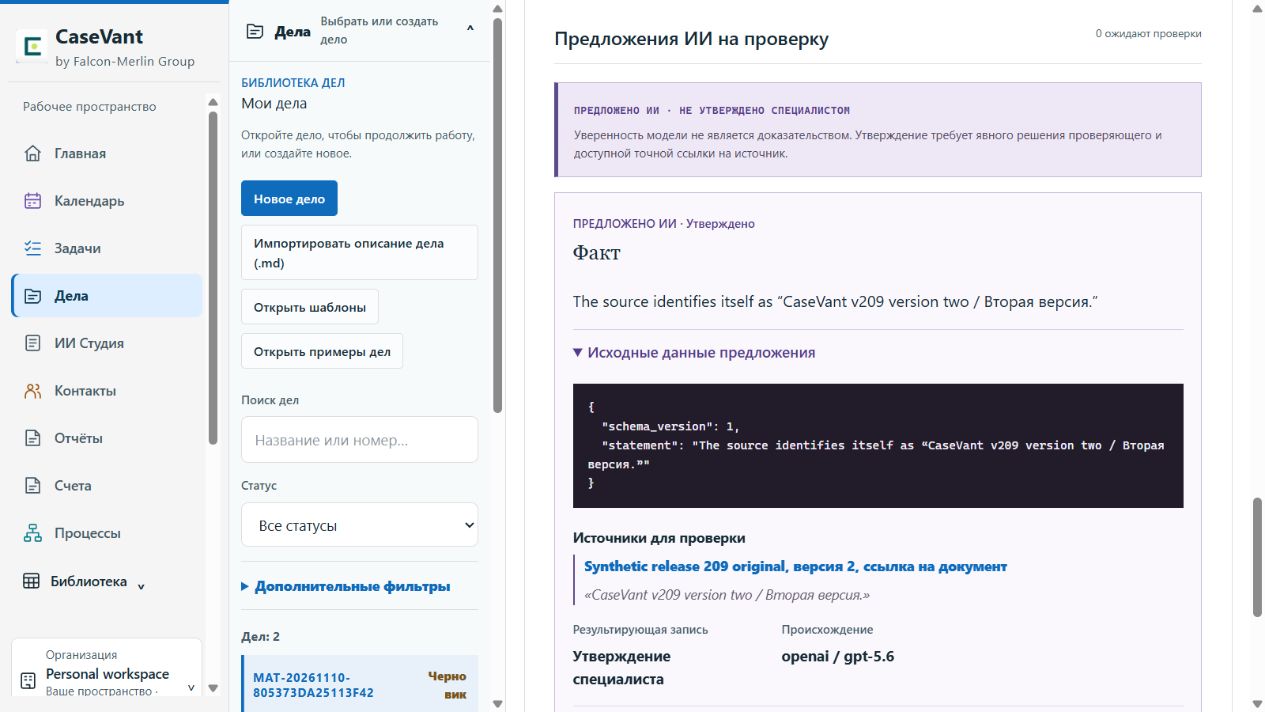 CaseVant
by Falcon-Merlin Group
Рабочее пространство
Главная
Календарь
Задачи
Дела
ИИ Студия
Контакты
Отчёты
Счета
Процессы
Библиотека
Организация
Personal workspace
Ваше пространство ·
Дела
Выбрать или создать
дело
БИБЛИОТЕКА ДЕЛ
Мои дела
Откройте дело, чтобы продолжить работу,
или создайте новое.
Новое дело
Импортировать описание дела
(.md)
Открыть шаблоны
Открыть примеры дел
Поиск дел
Название или номер...
Статус
Все статусы
Дополнительные фильтры
Дел: 2
MAT-20261110-
805373DA25113F42
Черно
вик
Предложения ИИ на проверку
0 ожидают проверки
ПРЕДЛОЖЕНО ИИ · НЕ УТВЕРЖДЕНО СПЕЦИАЛИСТОМ
Уверенность модели не является доказательством. Утверждение требует явного решения проверяющего и
доступной точной ссылки на источник.
ПРЕДЛОЖЕНО ИИ · Утверждено
Факт
The source identifies itself as “CaseVant v209 version two / Вторая версия.”
Исходные данные предложения
{
"schema_version": 1,
"statement": "The source identifies itself as “CaseVant v209 version two / Вторая
версия.”"
}
Источники для проверки
Synthetic release 209 original, версия 2, ссылка на документ
«CaseVant v209 version two / Вторая версия.»
Результирующая запись
Утверждение
специалиста
Происхождение
openai / gpt-5.6